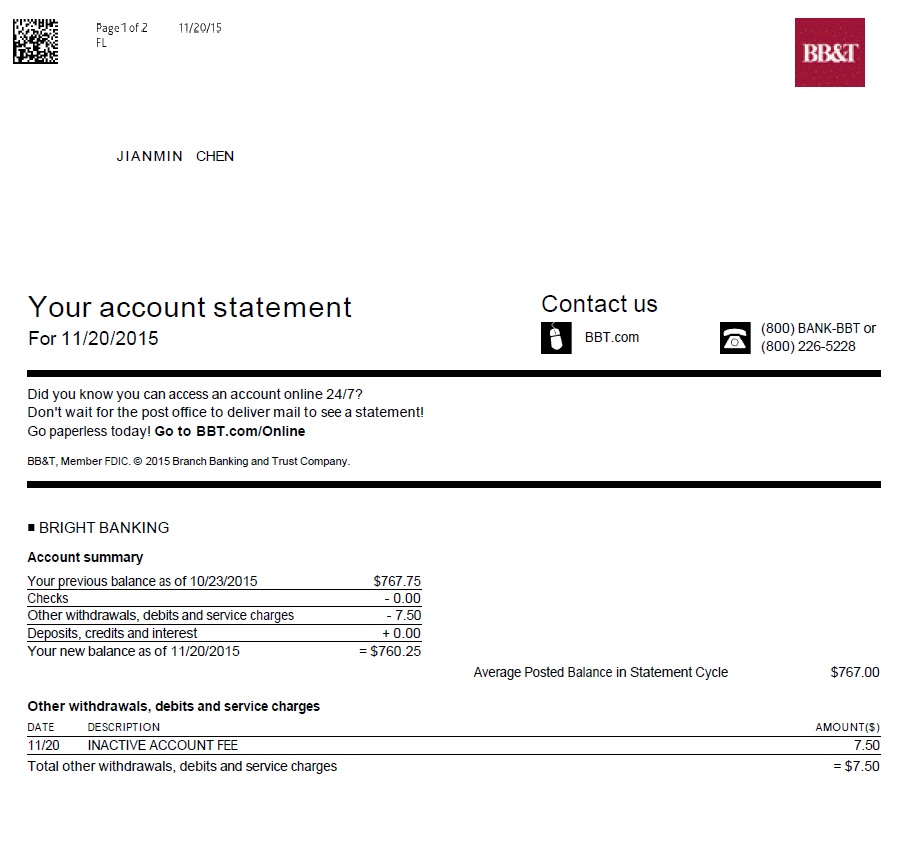 Page 1 of 2 11/20/15
FL
BB&T
JIANMIN CHEN
Your account statement
For 11/20/2015
Contact us
BBT.com
(800) BANK-BBT or
(800) 226-5228
Did you know you can access an account online 24/7?
Don't wait for the post office to deliver mail to see a statement!
Go paperless today! Go to BBT.com/Online
BB&T, Member FDIC. © 2015 Branch Banking and Trust Company.
■ BRIGHT BANKING
Account summary
Your previous balance as of 10/23/2015 $767.75
Checks - 0.00
Other withdrawals, debits and service charges - 7.50
Deposits, credits and interest + 0.00
Your new balance as of 11/20/2015 = $760.25
Average Posted Balance in Statement Cycle $767.00
Other withdrawals, debits and service charges
DATE DESCRIPTION AMOUNT($)
11/20 INACTIVE ACCOUNT FEE 7.50
Total other withdrawals, debits and service charges = $7.50